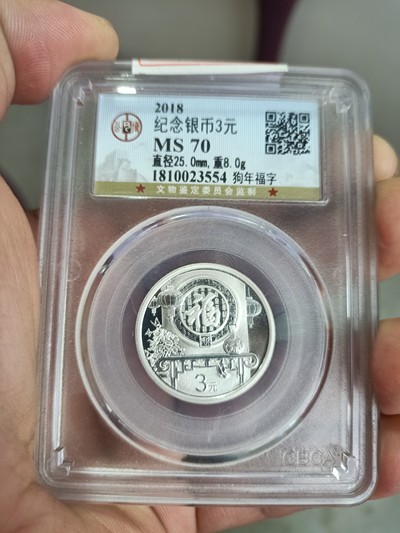 2018
纪念银币3元
MS 70
直径25.0mm,重8.0g
1810023554 狗年福字
文物鉴定委员会监制
福
3元